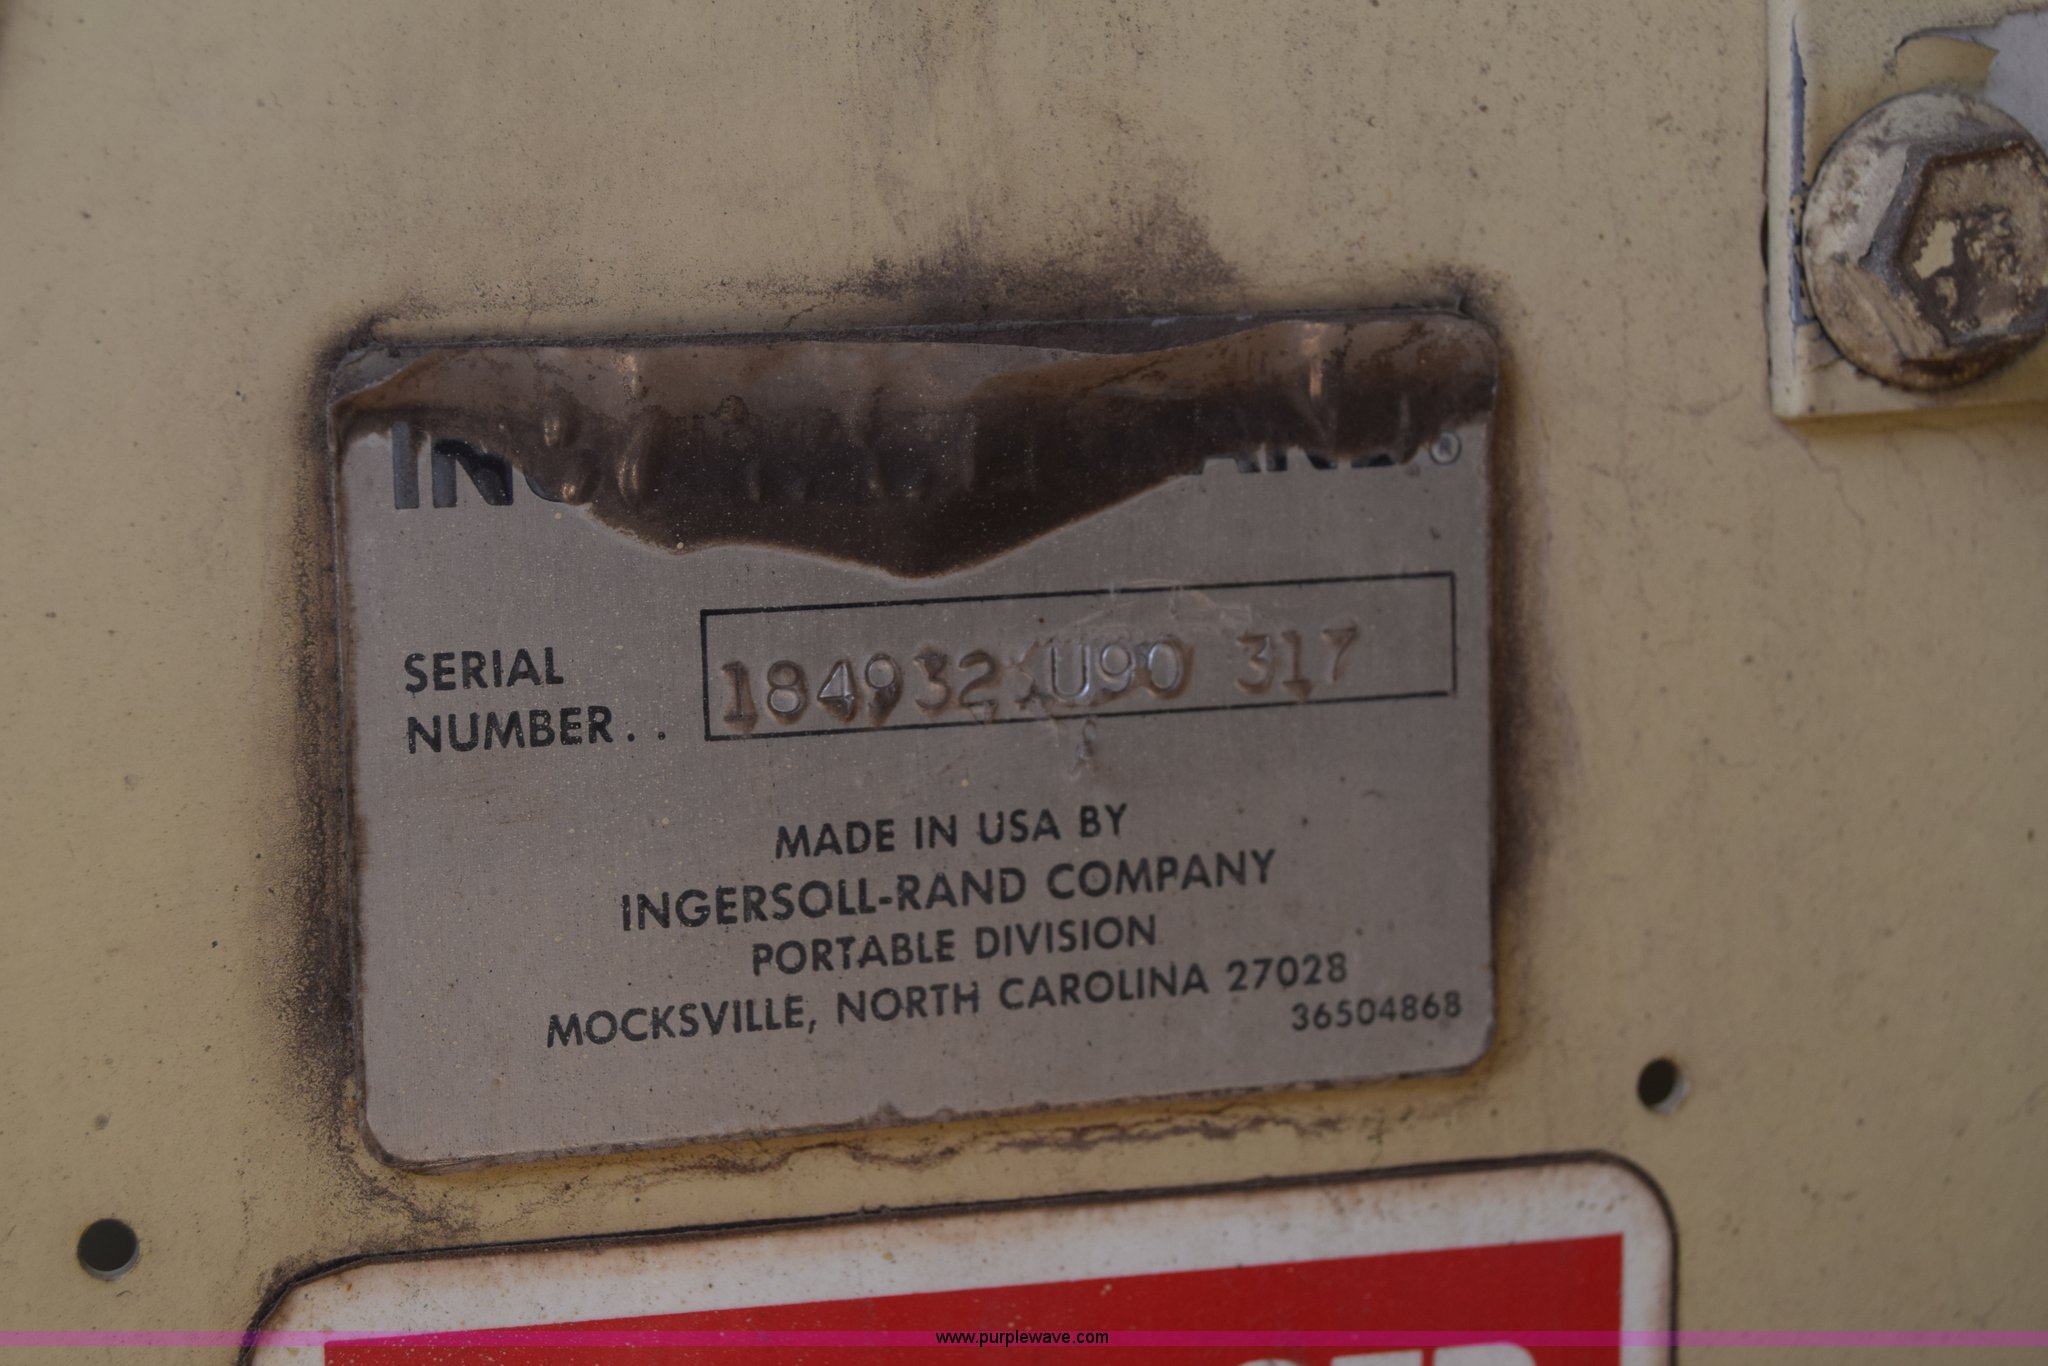 SERIAL
NUMBER . . 184932 U90 317
MADE IN USA BY
INGERSOLL-RAND COMPANY
PORTABLE DIVISION
MOCKSVILLE, NORTH CAROLINA 27028
36504868
www.purplewave.com